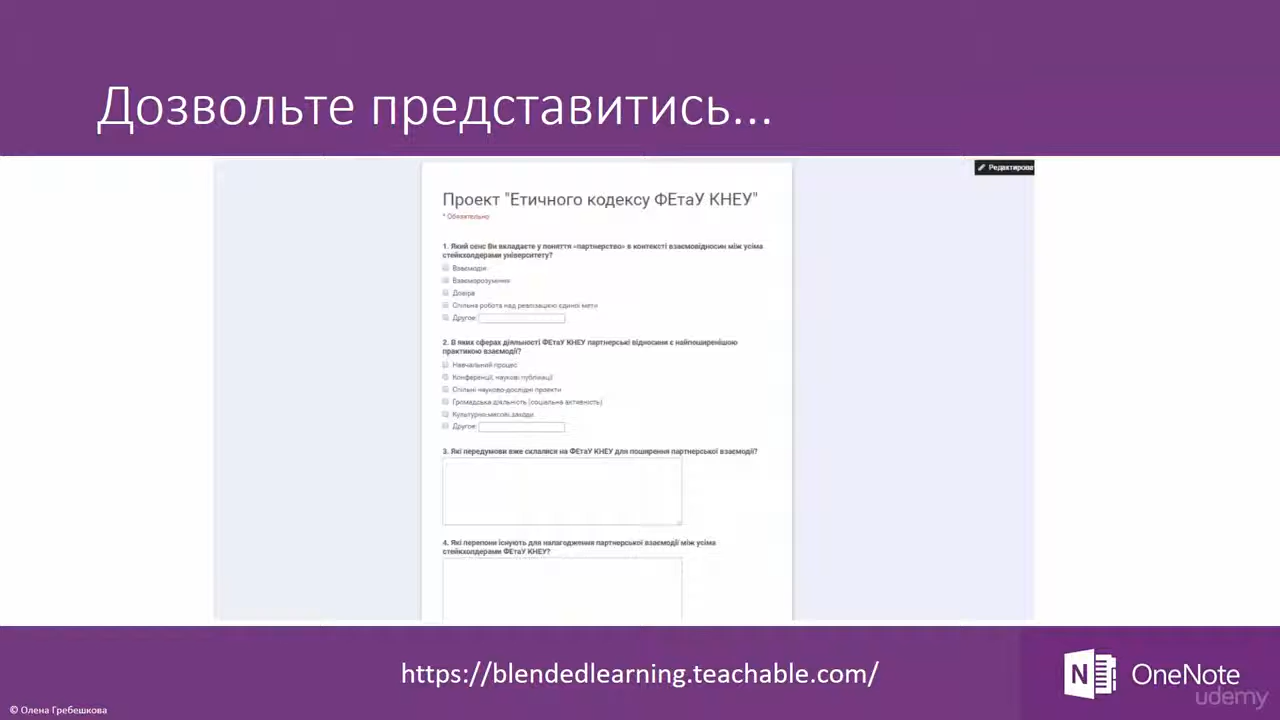 Дозвольте представитись...
Редактирова
Проект "Етичного кодексу ФЕтаУ КНЕУ"
* Обязательно
1. Який сенс Ви вкладаєте у поняття «партнерство» в контексті взаємовідносин між усіма
стейкхолдерами університету?
Взаємодія
Взаєморозуміння
Довіра
Спільна робота над реалізацією єдиної мети
Другое:
2. В яких сферах діяльності ФЕтаУ КНЕУ партнерські відносини є найпоширенішою
практикою взаємодії?
Навчальний процес
Конференції, наукові публікації
Спільні науково-дослідні проекти
Громадська діяльність (соціальна активність)
Культурно-масові заходи
Другое:
3. Які передумови вже склалися на ФЕтаУ КНЕУ для поширення партнерської взаємодії?
4. Які перепони існують для налагодження партнерської взаємодії між усіма
стейкхолдерами ФЕтаУ КНЕУ?
https://blendedlearning.teachable.com/
N OneNote
udemy
© Олена Гребешкова